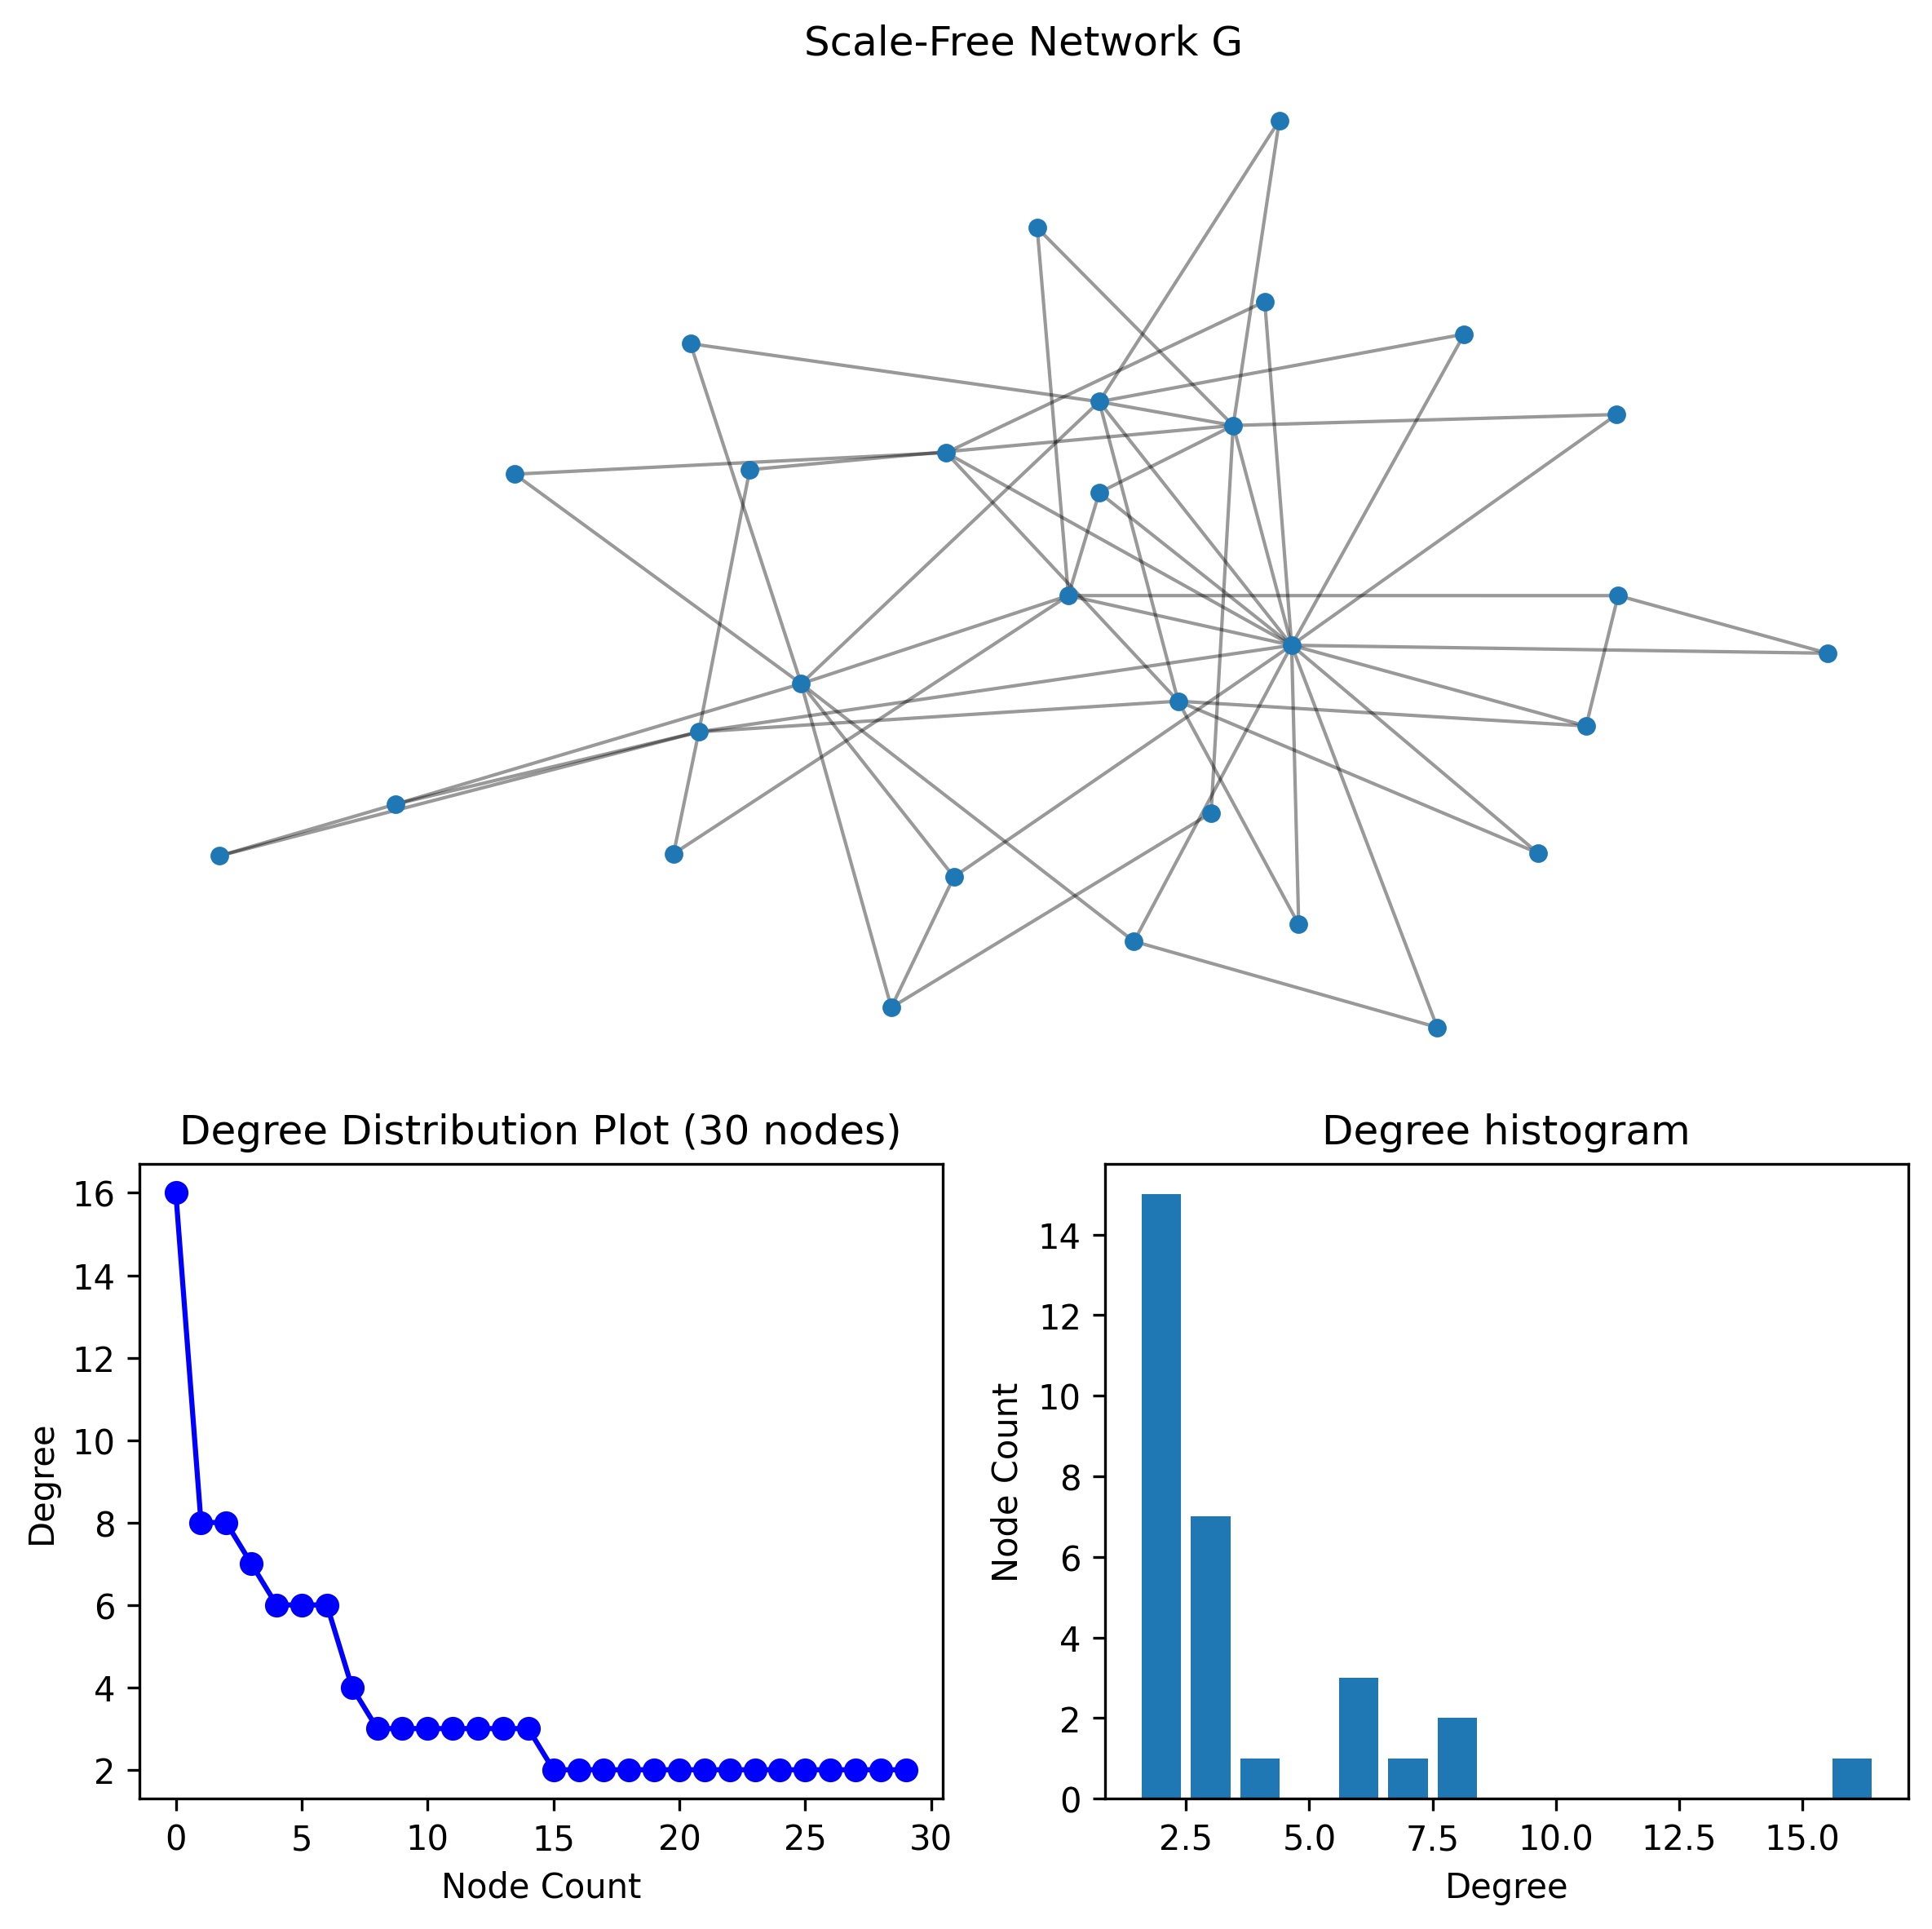 Scale-Free Network G
Degree Distribution Plot (30 nodes)
Degree histogram
16
14
12
10
8
6
4
2
Degree
0 5 10 15 20 25 30
Node Count
14
12
10
8
6
4
2
0
Node Count
2.5 5.0 7.5 10.0 12.5 15.0
Degree